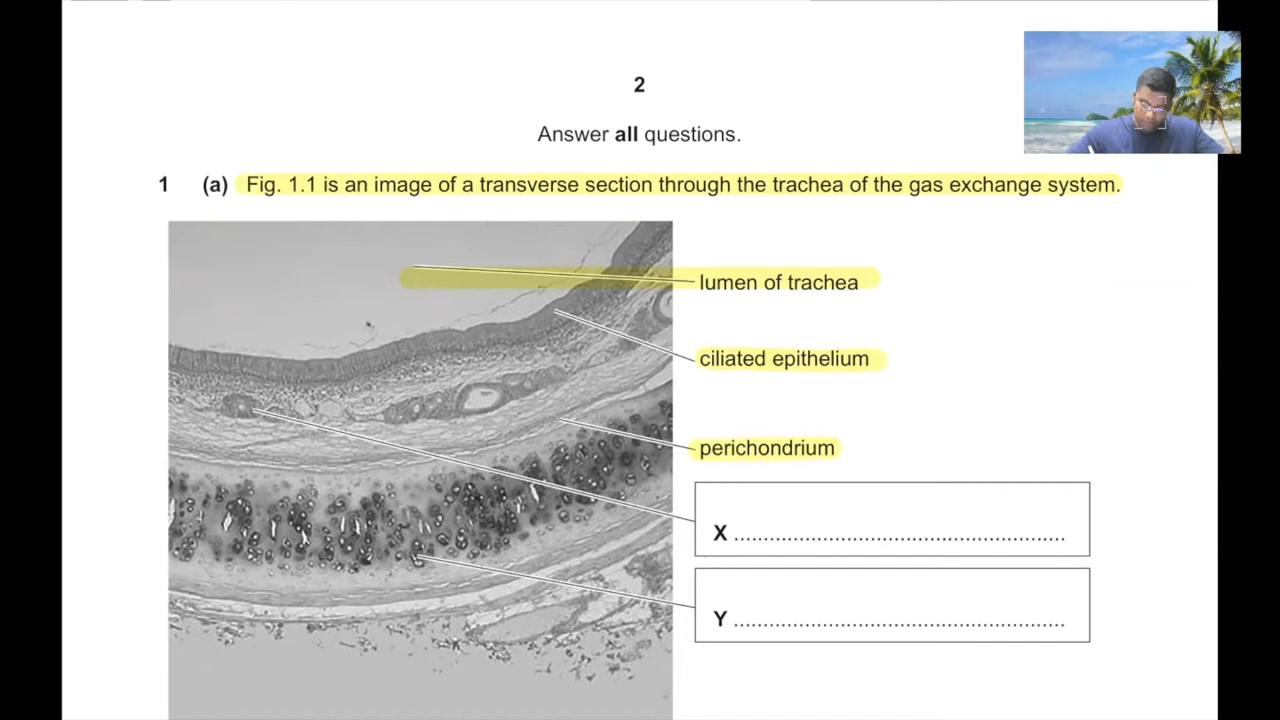 2
Answer all questions.
1 (a) Fig. 1.1 is an image of a transverse section through the trachea of the gas exchange system.
lumen of trachea
ciliated epithelium
perichondrium
X ........................................................
Y ........................................................